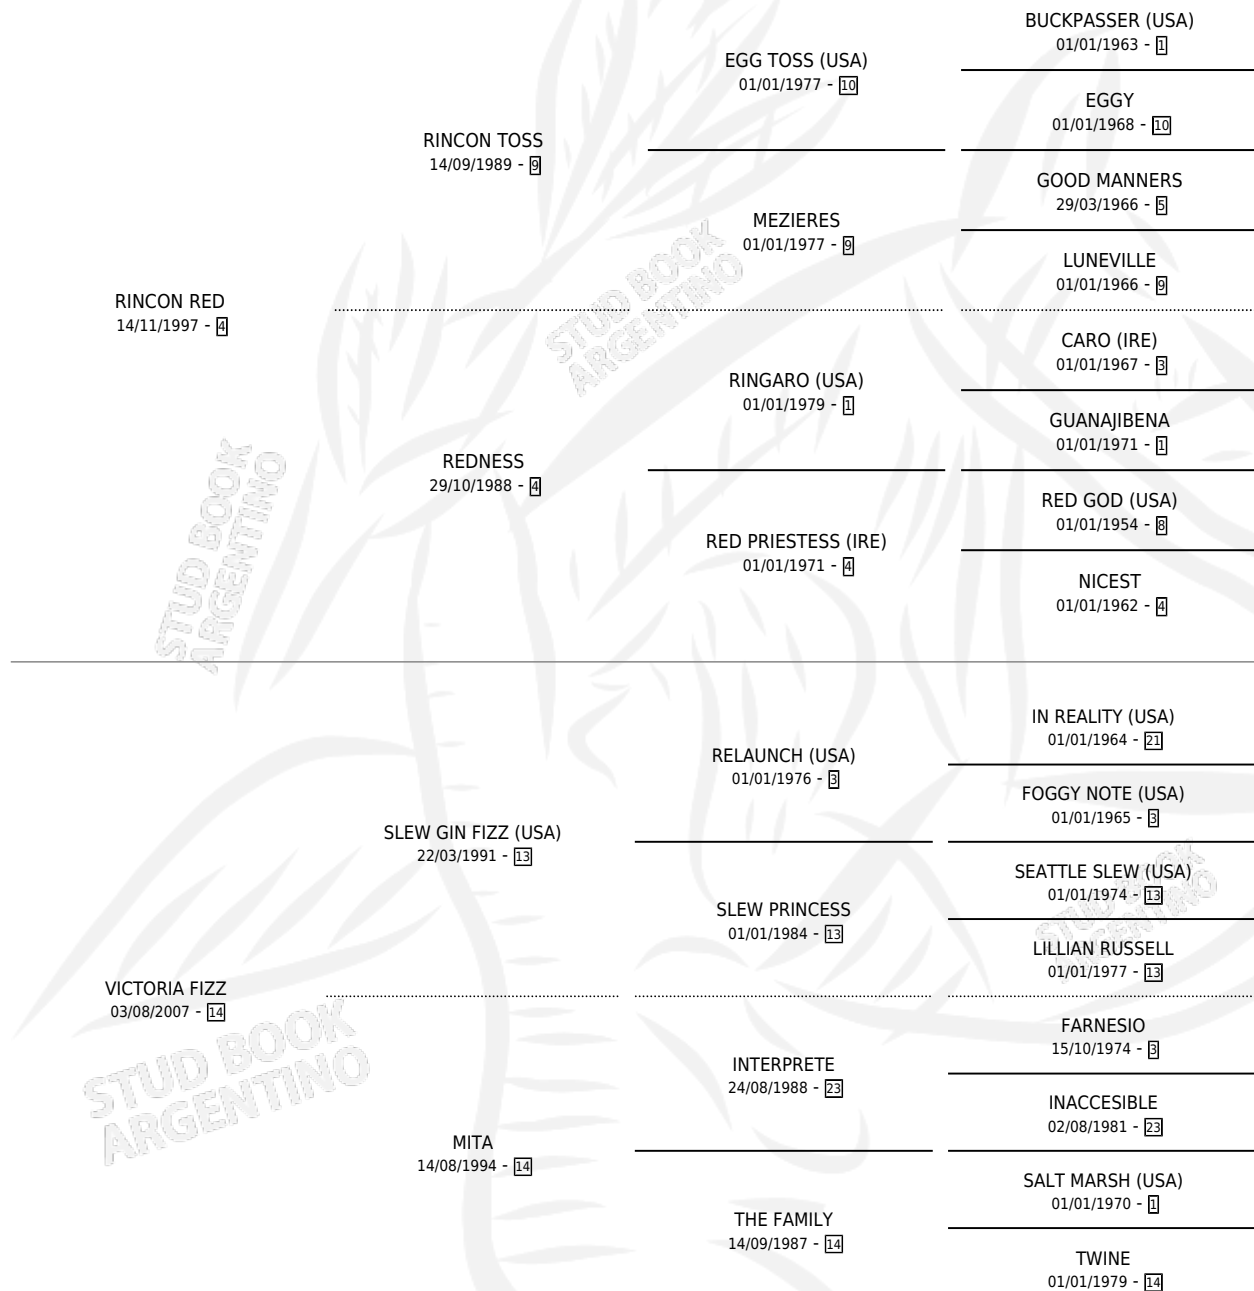 BUCKPASSER (USA)
01/01/1963 - 1
EGG TOSS (USA)
01/01/1977 - 10
EGGY
01/01/1968 - 10
RINCON TOSS
14/09/1989 - 9
GOOD MANNERS
29/03/1966 - 5
MEZIERES
01/01/1977 - 9
LUNEVILLE
01/01/1966 - 9
RINCON RED
14/11/1997 - 4
CARO (IRE)
01/01/1967 - 3
RINGARO (USA)
01/01/1979 - 1
GUANAJIBENA
01/01/1971 - 1
REDNESS
29/10/1988 - 4
RED GOD (USA)
01/01/1954 - 8
RED PRIESTESS (IRE)
01/01/1971 - 4
NICEST
01/01/1962 - 4
IN REALITY (USA)
01/01/1964 - 21
RELAUNCH (USA)
01/01/1976 - 3
FOGGY NOTE (USA)
01/01/1965 - 3
SLEW GIN FIZZ (USA)
22/03/1991 - 13
SEATTLE SLEW (USA)
01/01/1974 - 13
SLEW PRINCESS
01/01/1984 - 13
LILLIAN RUSSELL
01/01/1977 - 13
VICTORIA FIZZ
03/08/2007 - 14
FARNESIO
15/10/1974 - 3
INTERPRETE
24/08/1988 - 23
INACCESIBLE
02/08/1981 - 23
MITA
14/08/1994 - 14
SALT MARSH (USA)
01/01/1970 - 1
THE FAMILY
14/09/1987 - 14
TWINE
01/01/1979 - 14
STUD BOOK
ARGENTINO
STUD BOOK
ARGENTINO
STUD BOOK
ARGENTINO
STUD BOOK
ARGENTINO